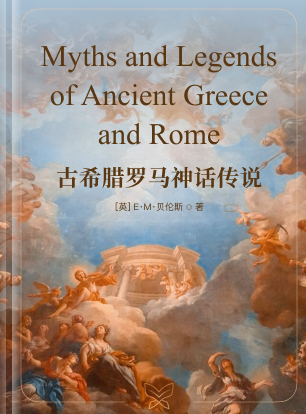 Myths and Legends
of Ancient Greece
and Rome
古希腊罗马神话传说
[英] E·M·贝伦斯 ◇ 著